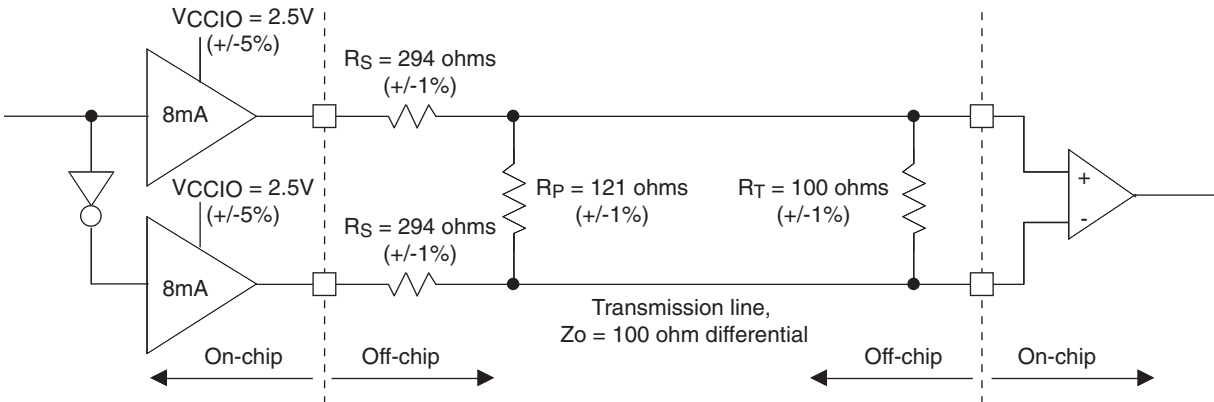 VCCIO = 2.5V
(+/-5%)
8mA
RS = 294 ohms
(+/-1%)
VCCIO = 2.5V
(+/-5%)
8mA
RS = 294 ohms
(+/-1%)
RP = 121 ohms
(+/-1%)
RT = 100 ohms
(+/-1%)
+
-
Transmission line,
Zo = 100 ohm differential
On-chip
Off-chip
Off-chip
On-chip